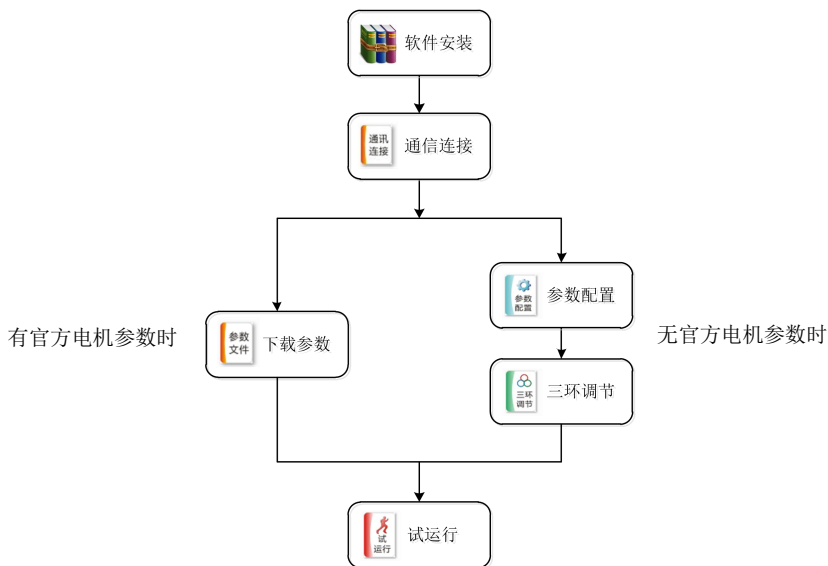 软件安装
通讯
连接
通信连接
有官方电机参数时
参数
文件
下载参数
参数
配置
参数配置
无官方电机参数时
三环
调节
三环调节
试
运行
试运行